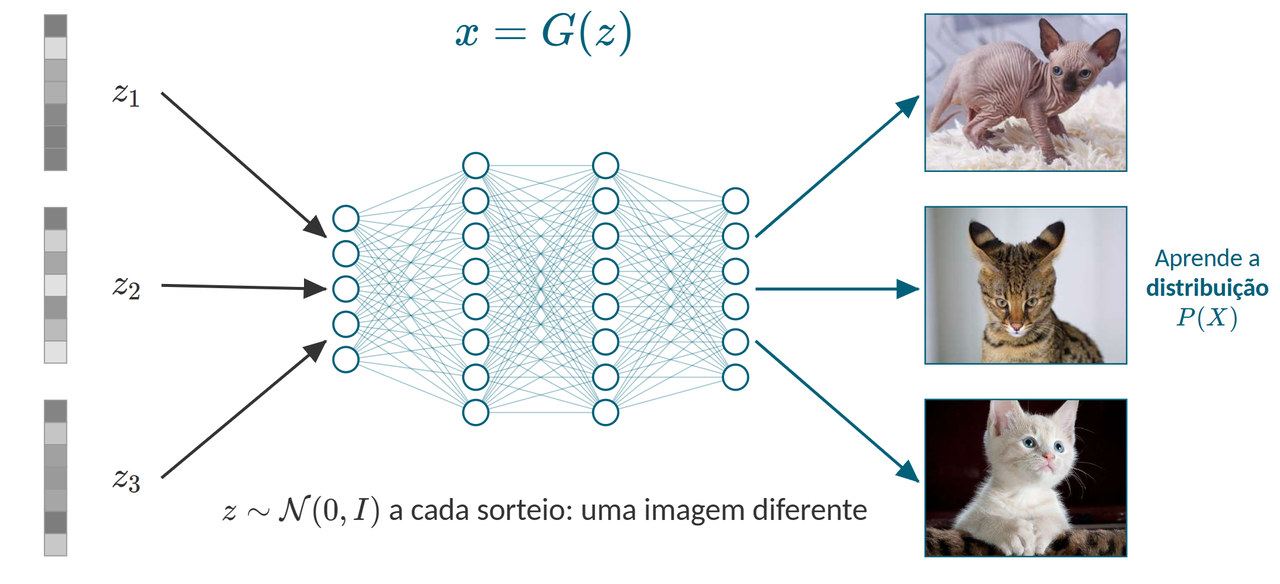 x = G(z)
z₁
z₂
z₃
Aprende a
distribuição
P(X)
z ∼ 𝒩(0, I) a cada sorteio: uma imagem diferente